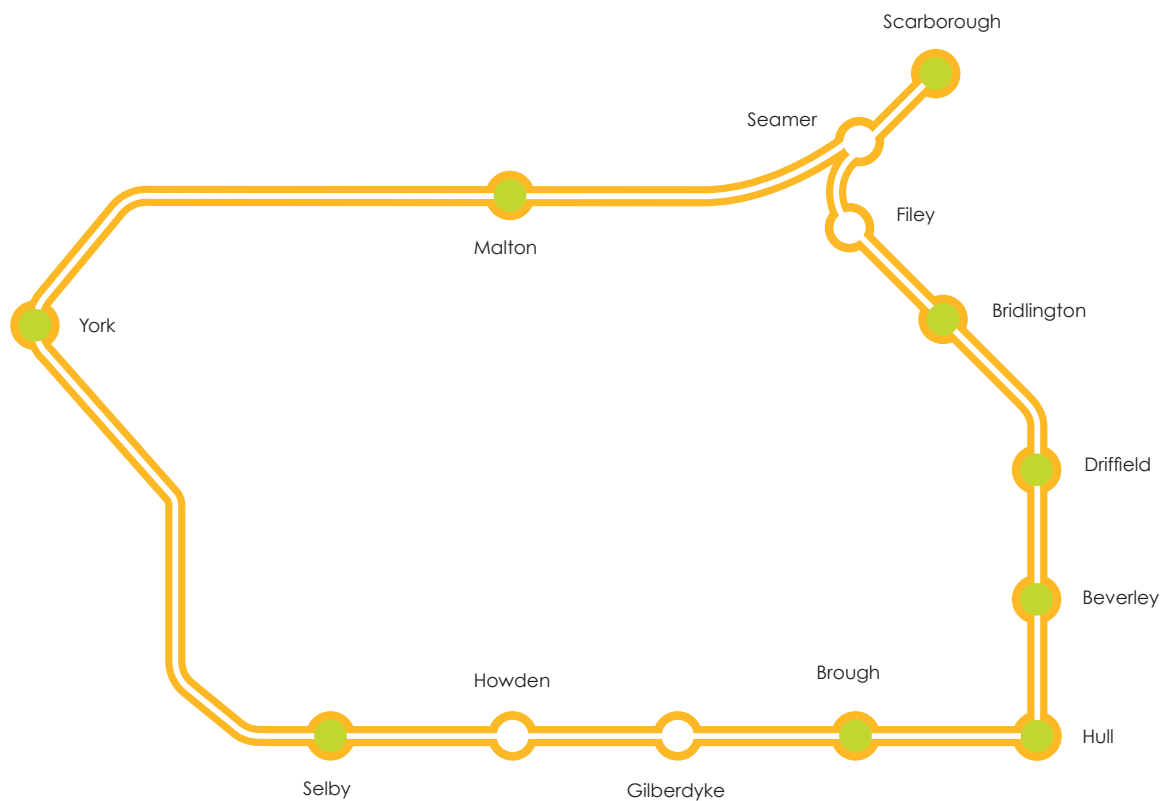 Scarborough
Seamer
Filey
Malton
Bridlington
York
Driffield
Beverley
Howden
Brough
Hull
Selby
Gilberdyke